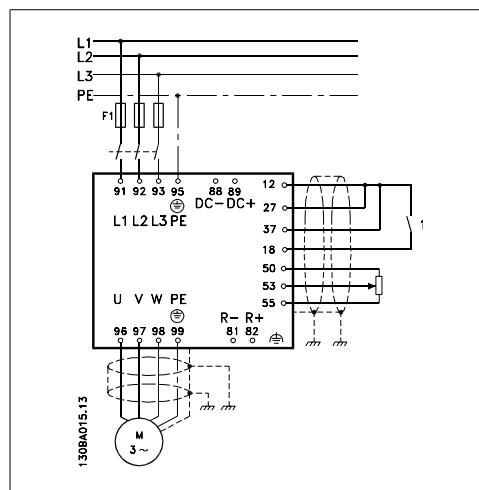 L1
L2
L3
PE
F1
91 92 93 95 88 89 12
DC- DC+
L1 L2 L3 PE
27
37
18
1
50
53
55
U V W PE
R- R+
96 97 98 99 81 82
M
3~
130BA015.13